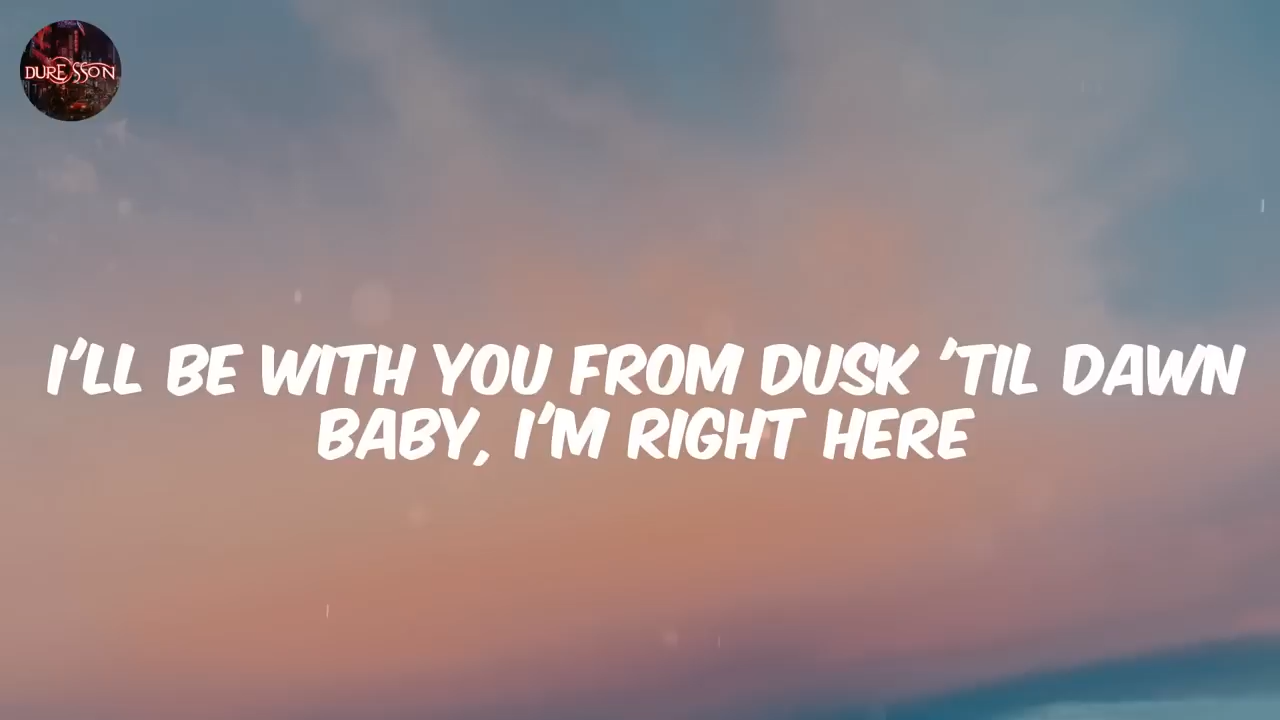 DURESSON
I'LL BE WITH YOU FROM DUSK 'TIL DAWN
BABY, I'M RIGHT HERE